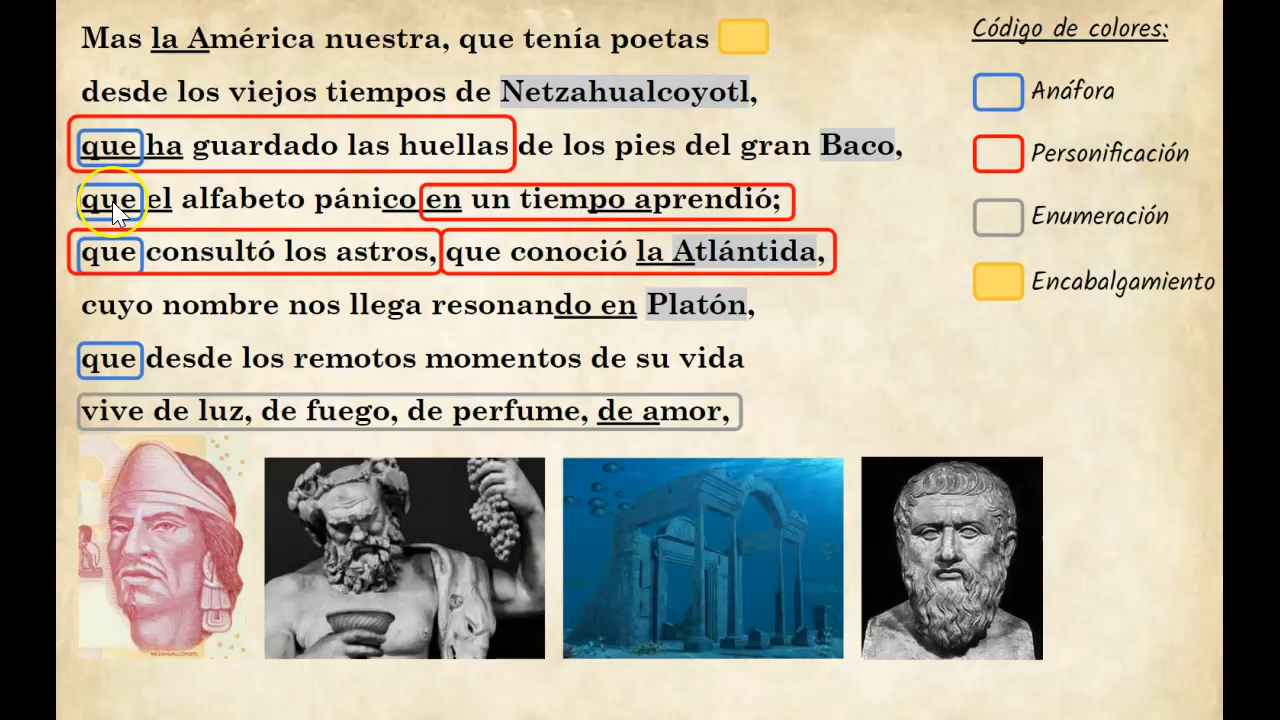 Mas la América nuestra, que tenía poetas
desde los viejos tiempos de Netzahualcoyotl,
que ha guardado las huellas de los pies del gran Baco,
que el alfabeto pánico en un tiempo aprendió;
que consultó los astros, que conoció la Atlántida,
cuyo nombre nos llega resonando en Platón,
que desde los remotos momentos de su vida
vive de luz, de fuego, de perfume, de amor,
Código de colores:
Anáfora
Personificación
Enumeración
Encabalgamiento
NEZAHUALCOYOTL